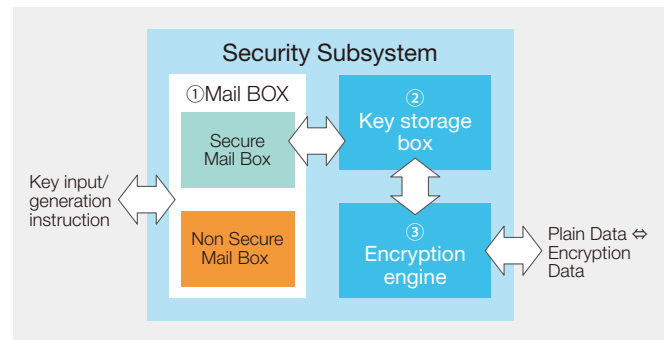 Security Subsystem
①Mail BOX
Secure
Mail Box
Non Secure
Mail Box
②
Key storage
box
③
Encryption
engine
Key input/
generation
instruction
Plain Data ⇔
Encryption
Data